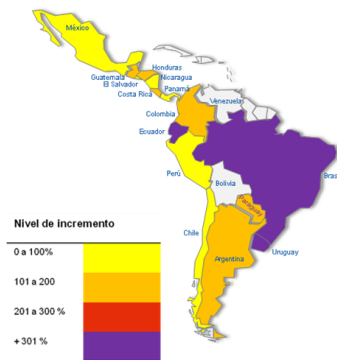 México
Honduras
Guatemala
Nicaragua
El Salvador
Costa Rica
Panamá
Venezuela
Colombia
Ecuador
Perú
Bras
Bolivia
Paraguay
Chile
Argentina
Uruguay
Nivel de incremento
0 a 100%
101 a 200
201 a 300 %
+ 301 %